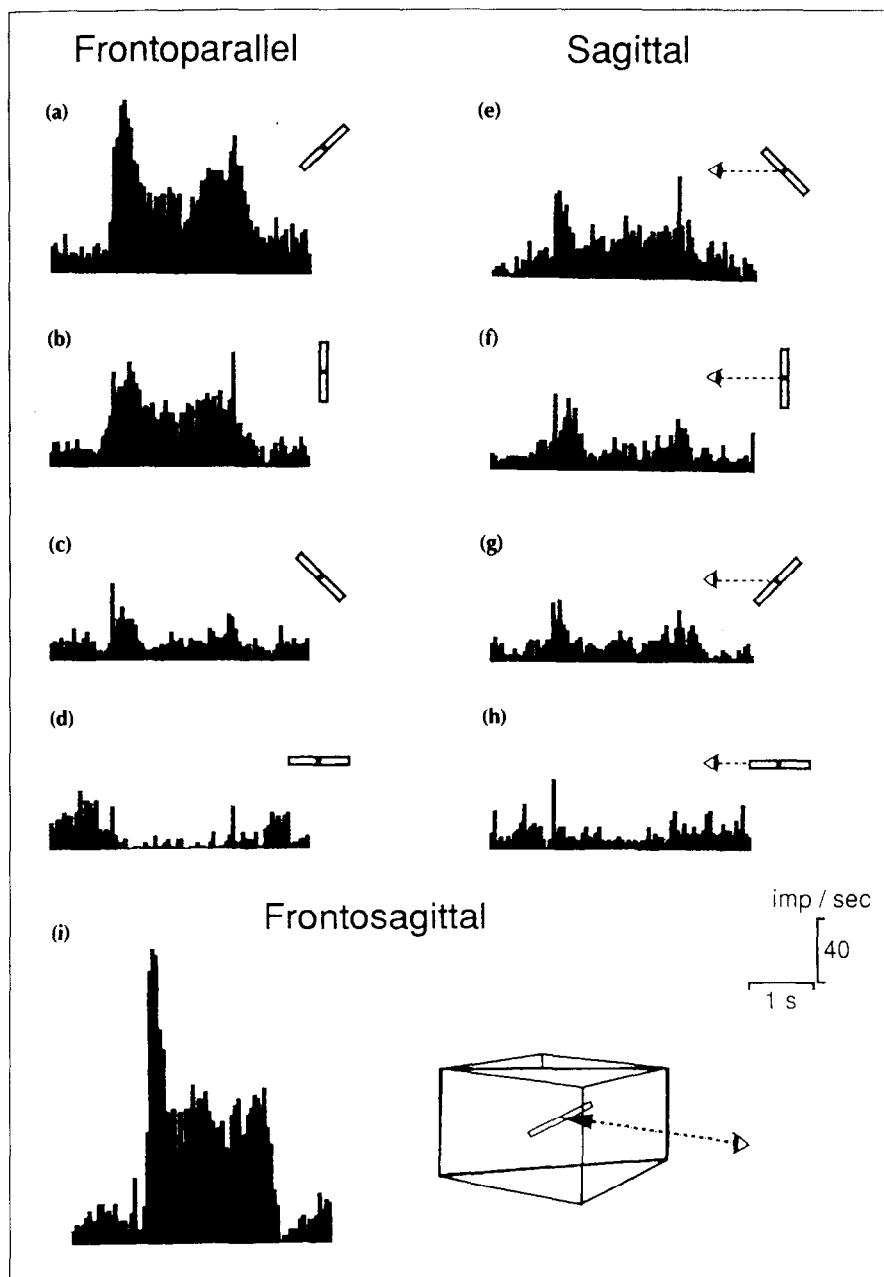 Frontoparallel
Sagittal
(a)
(e)
(b)
(f)
(c)
(g)
(d)
(h)
Frontosagittal
(i)
imp / sec
40
1 s